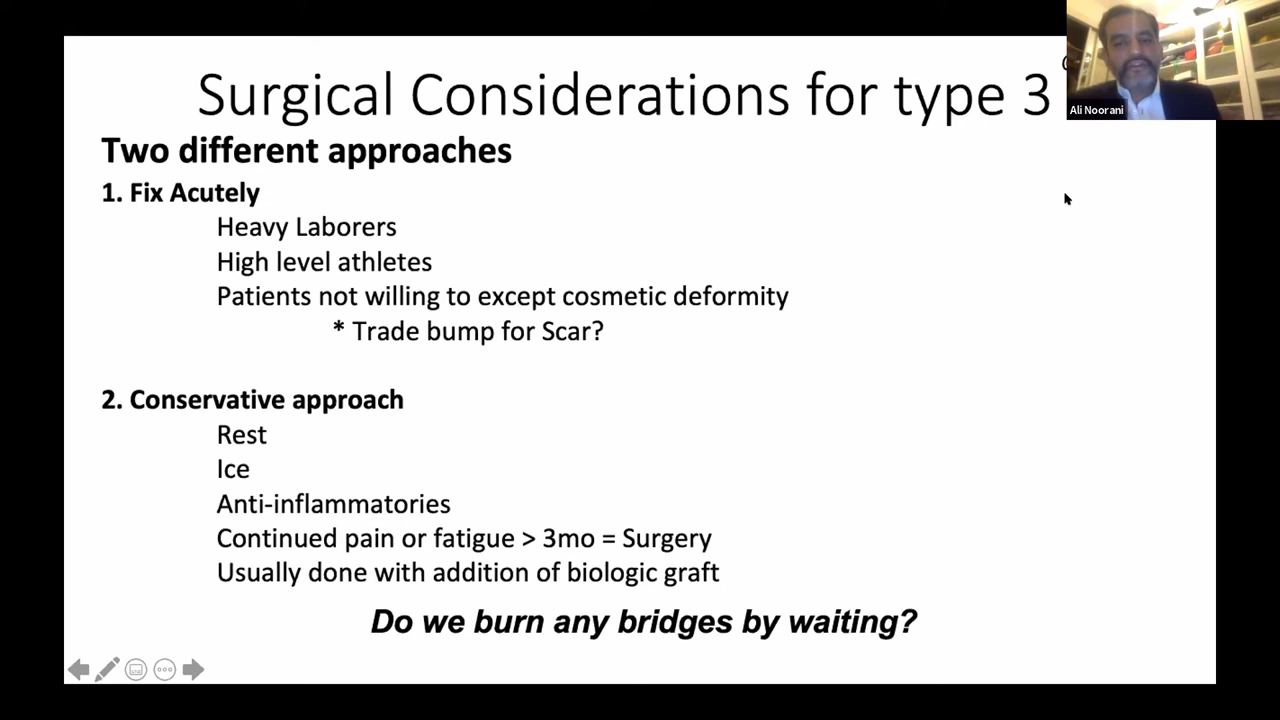 Surgical Considerations for type 3
Ali Noorani
Two different approaches
1. Fix Acutely
Heavy Laborers
High level athletes
Patients not willing to except cosmetic deformity
* Trade bump for Scar?
2. Conservative approach
Rest
Ice
Anti-inflammatories
Continued pain or fatigue > 3mo = Surgery
Usually done with addition of biologic graft
Do we burn any bridges by waiting?